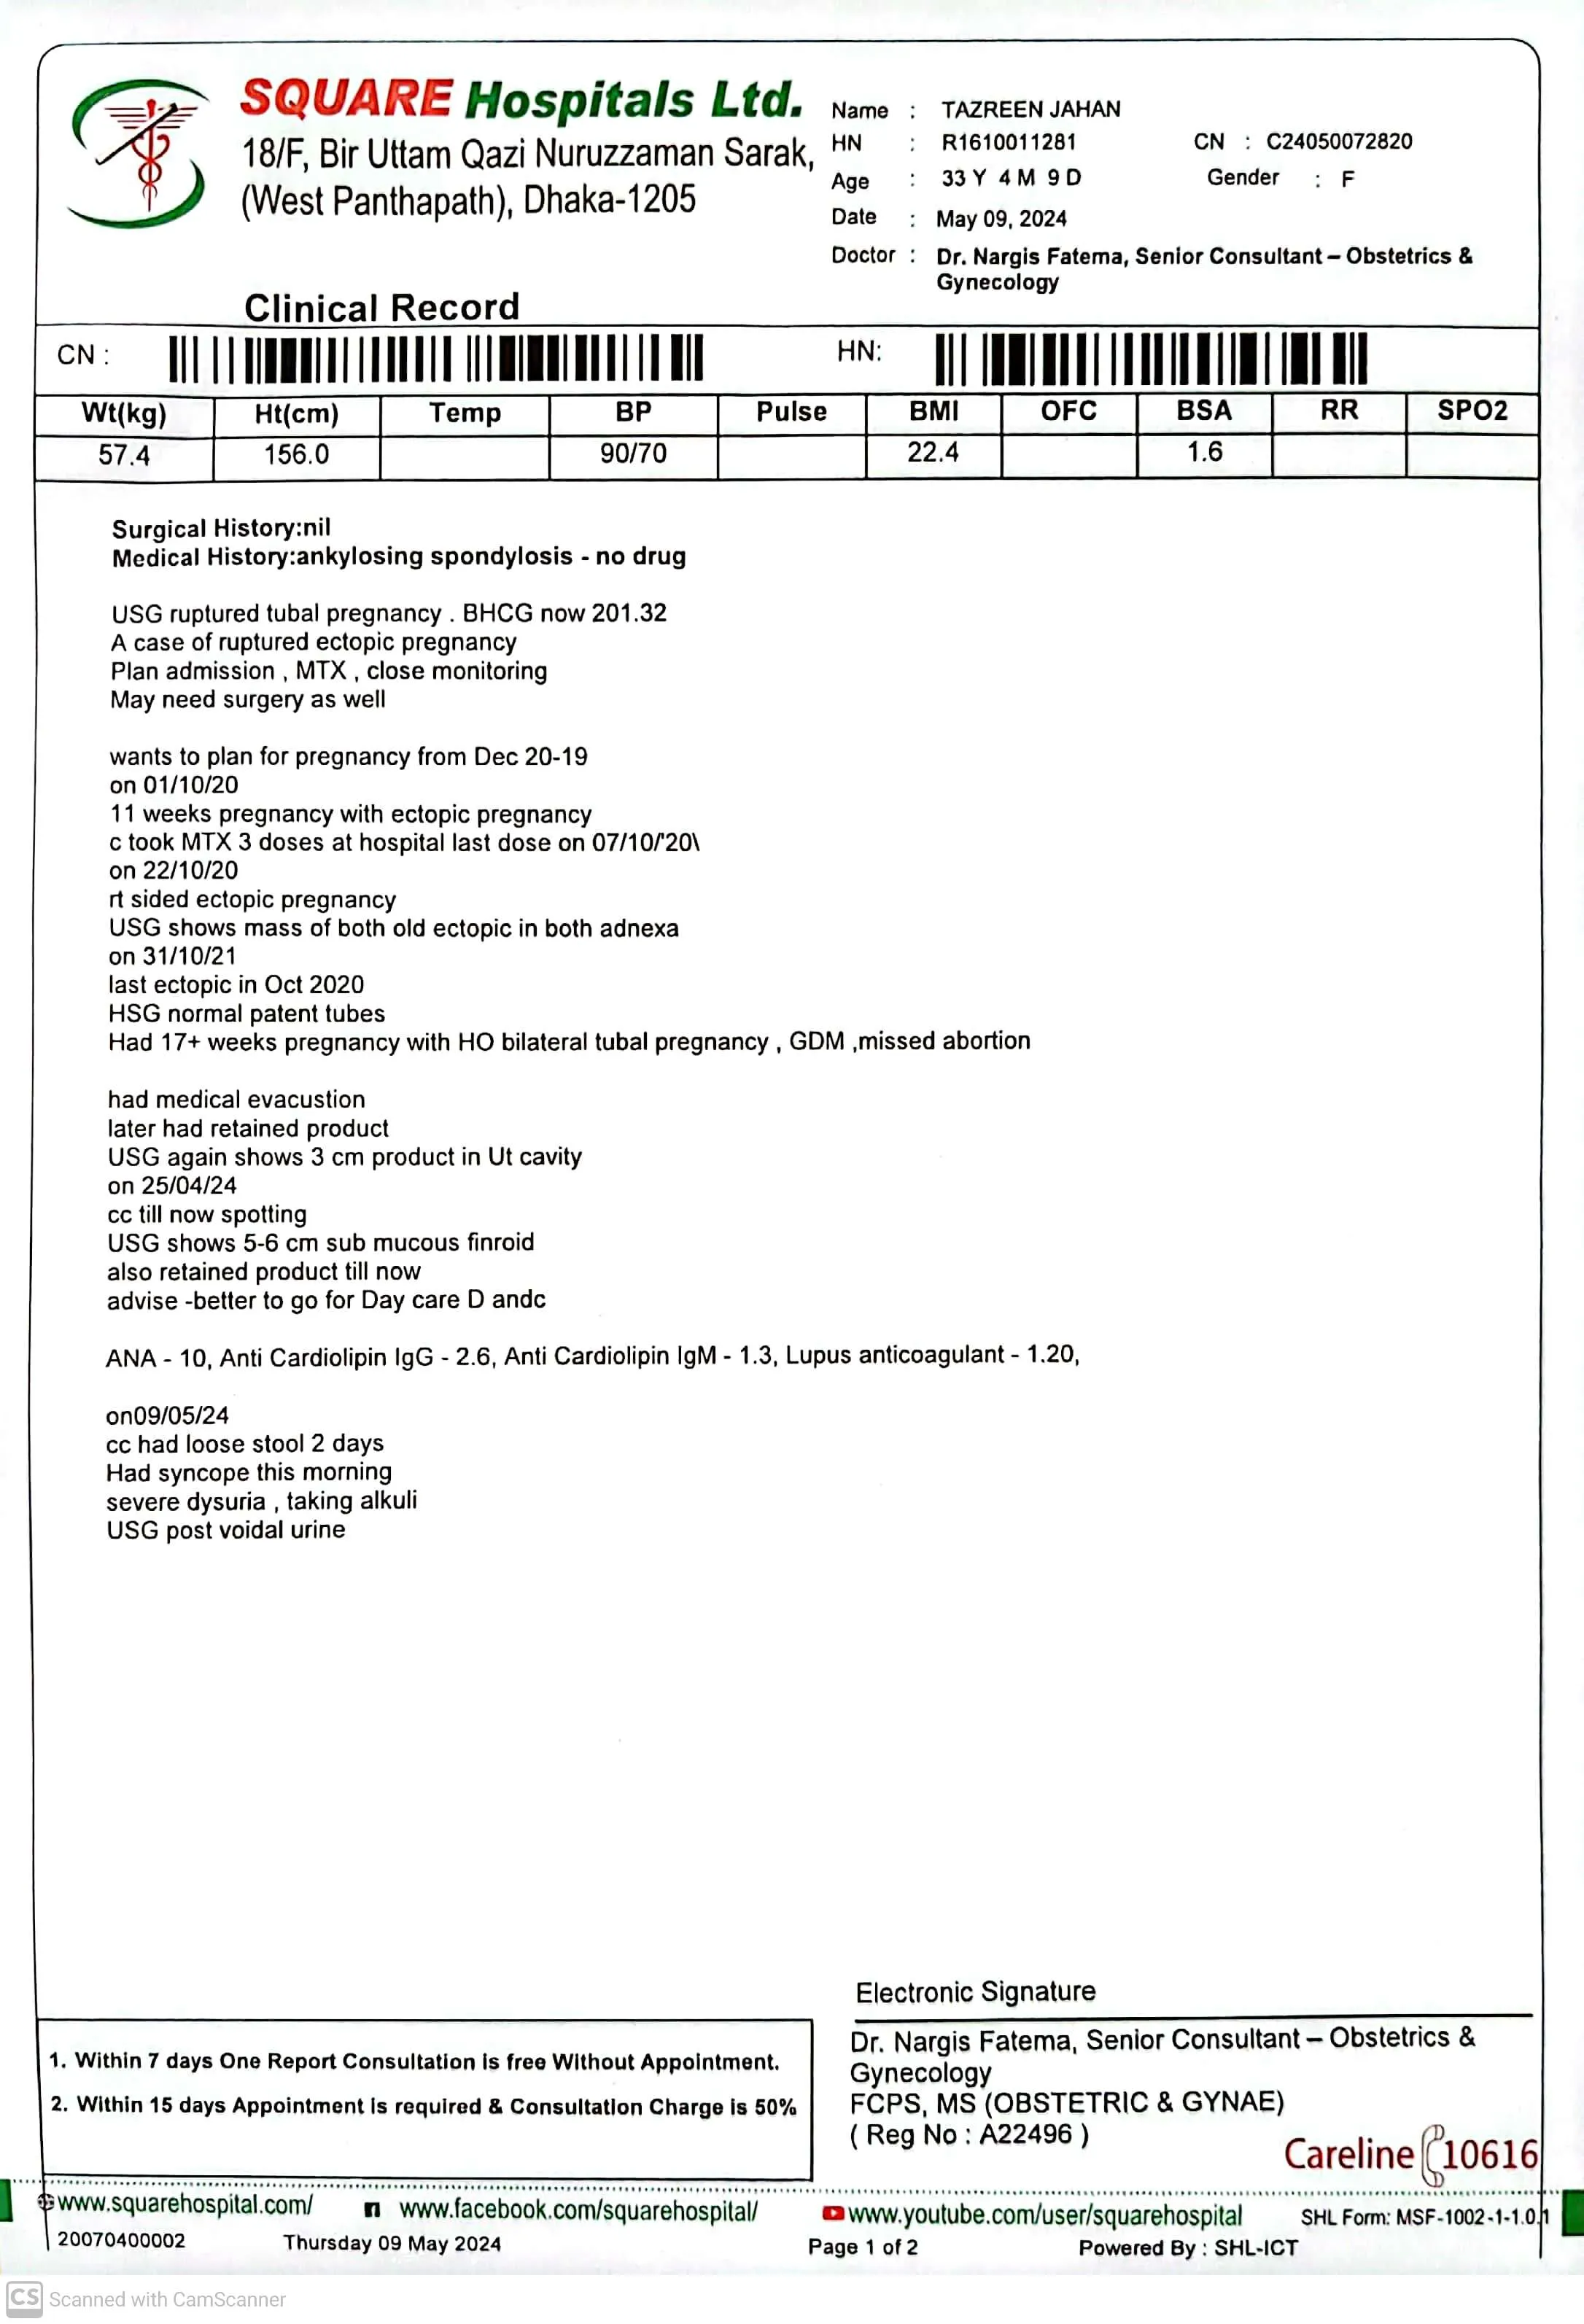 SQUARE Hospitals Ltd.
18/F, Bir Uttam Qazi Nuruzzaman Sarak,
(West Panthapath), Dhaka-1205
Clinical Record
Name : TAZREEN JAHAN
HN : R1610011281 CN : C24050072820
Age : 33 Y 4 M 9 D Gender : F
Date : May 09, 2024
Doctor : Dr. Nargis Fatema, Senior Consultant – Obstetrics &
Gynecology
CN : HN:
Wt(kg) Ht(cm) Temp BP Pulse BMI OFC BSA RR SPO2
57.4 156.0 90/70 22.4 1.6
Surgical History:nil
Medical History:ankylosing spondylosis - no drug
USG ruptured tubal pregnancy . BHCG now 201.32
A case of ruptured ectopic pregnancy
Plan admission , MTX , close monitoring
May need surgery as well
wants to plan for pregnancy from Dec 20-19
on 01/10/20
11 weeks pregnancy with ectopic pregnancy
c took MTX 3 doses at hospital last dose on 07/10/'20\
on 22/10/20
rt sided ectopic pregnancy
USG shows mass of both old ectopic in both adnexa
on 31/10/21
last ectopic in Oct 2020
HSG normal patent tubes
Had 17+ weeks pregnancy with HO bilateral tubal pregnancy , GDM ,missed abortion
had medical evacustion
later had retained product
USG again shows 3 cm product in Ut cavity
on 25/04/24
cc till now spotting
USG shows 5-6 cm sub mucous finroid
also retained product till now
advise -better to go for Day care D andc
ANA - 10, Anti Cardiolipin IgG - 2.6, Anti Cardiolipin IgM - 1.3, Lupus anticoagulant - 1.20,
on09/05/24
cc had loose stool 2 days
Had syncope this morning
severe dysuria , taking alkuli
USG post voidal urine
Electronic Signature
Dr. Nargis Fatema, Senior Consultant – Obstetrics &
Gynecology
FCPS, MS (OBSTETRIC & GYNAE)
( Reg No : A22496 )
1. Within 7 days One Report Consultation is free Without Appointment.
2. Within 15 days Appointment is required & Consultation Charge is 50%
Careline 10616
www.squarehospital.com/ www.facebook.com/squarehospital/ www.youtube.com/user/squarehospital SHL Form: MSF-1002-1-1.0.1
20070400002 Thursday 09 May 2024 Page 1 of 2 Powered By : SHL-ICT
CS Scanned with CamScanner